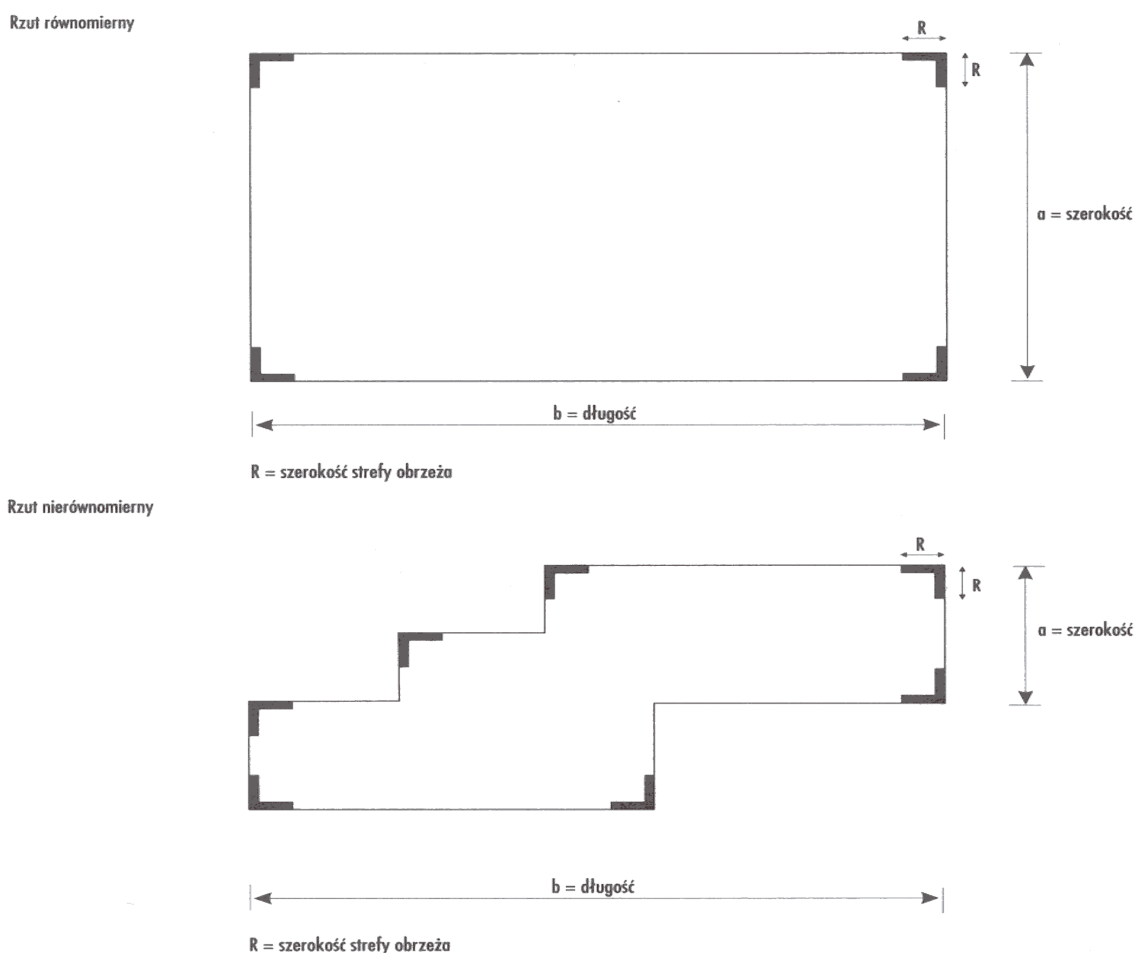 Rzut równomierny
R
R
a = szerokość
b = długość
R = szerokość strefy obrzeża
Rzut nierównomierny
R
R
a = szerokość
b = długość
R = szerokość strefy obrzeża